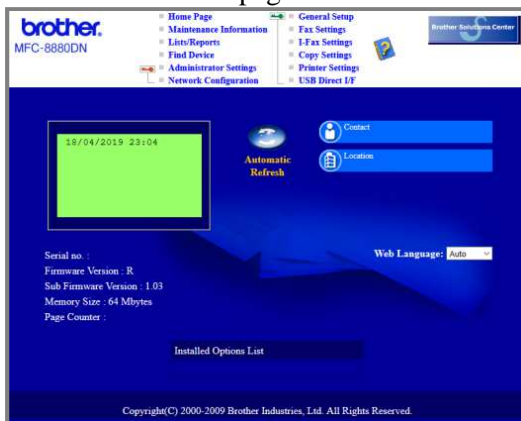 page
brother.
MFC-8880DN
Home Page
Maintenance Information
Lists/Reports
Find Device
Administrator Settings
Network Configuration
General Setup
Fax Settings
I-Fax Settings
Copy Settings
Printer Settings
USB Direct I/F
Brother Solutions Center
18/04/2019 23:04
Automatic
Refresh
Contact
Location
Serial no. :
Firmware Version : R
Sub Firmware Version : 1.03
Memory Size : 64 Mbytes
Page Counter :
Web Language: Auto
Installed Options List
Copyright(C) 2000-2009 Brother Industries, Ltd. All Rights Reserved.